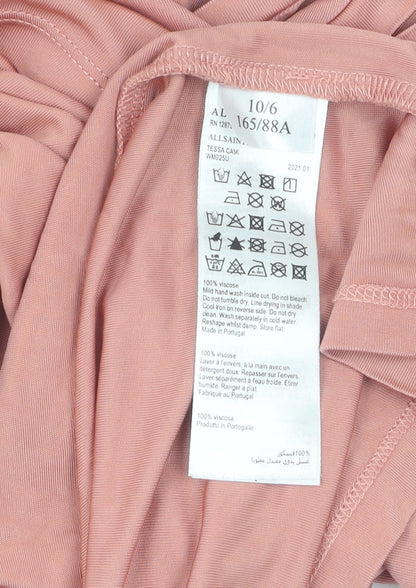 10/6
AL
RN 1287 165/88A
ALLSAIN
TESSA CAMI
WM025U 2021 01
100% viscose
Mild hand wash inside out. Do not bleach.
Do not tumble dry. Line drying in shade.
Cool iron on reverse side. Do not dry
clean. Wash separately in cold water
Reshape whilst damp. Store flat.
Made in Portugal
100% viscose
Laver à l'envers, à la main avec un
détergent doux. Repasser sur l'envers.
Laver séparément à l'eau froide. Etirer
humide. Ranger à plat.
Fabriqué au Portugal
100% viscosa
Prodotto in Portogallo